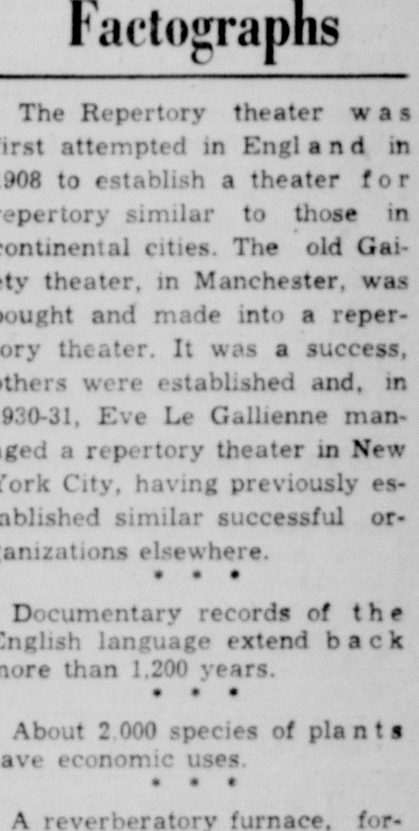 Factographs
The Repertory theater was
irst attempted in England in
908 to establish a theater for
epertory similar to those in
continental cities. The old Gai-
ety theater, in Manchester, was
bought and made into a reper-
ory theater. It was a success,
others were established and, in
930-31, Eve Le Gallienne man-
aged a repertory theater in New
York City, having previously es-
ablished similar successful or-
ganizations elsewhere.
* * *
Documentary records of the
English language extend back
more than 1,200 years.
* * *
About 2.000 species of plants
ave economic uses.
* * *
A reverberatory furnace, for-